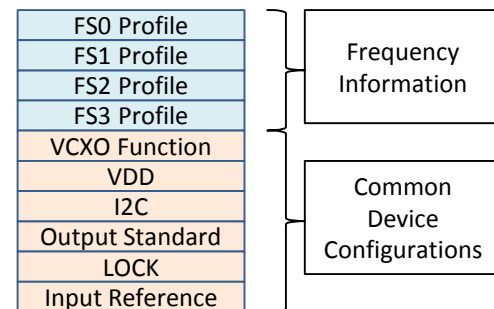 FS0 Profile
FS1 Profile
FS2 Profile
FS3 Profile
VCXO Function
VDD
I2C
Output Standard
LOCK
Input Reference
Frequency
Information
Common
Device
Configurations